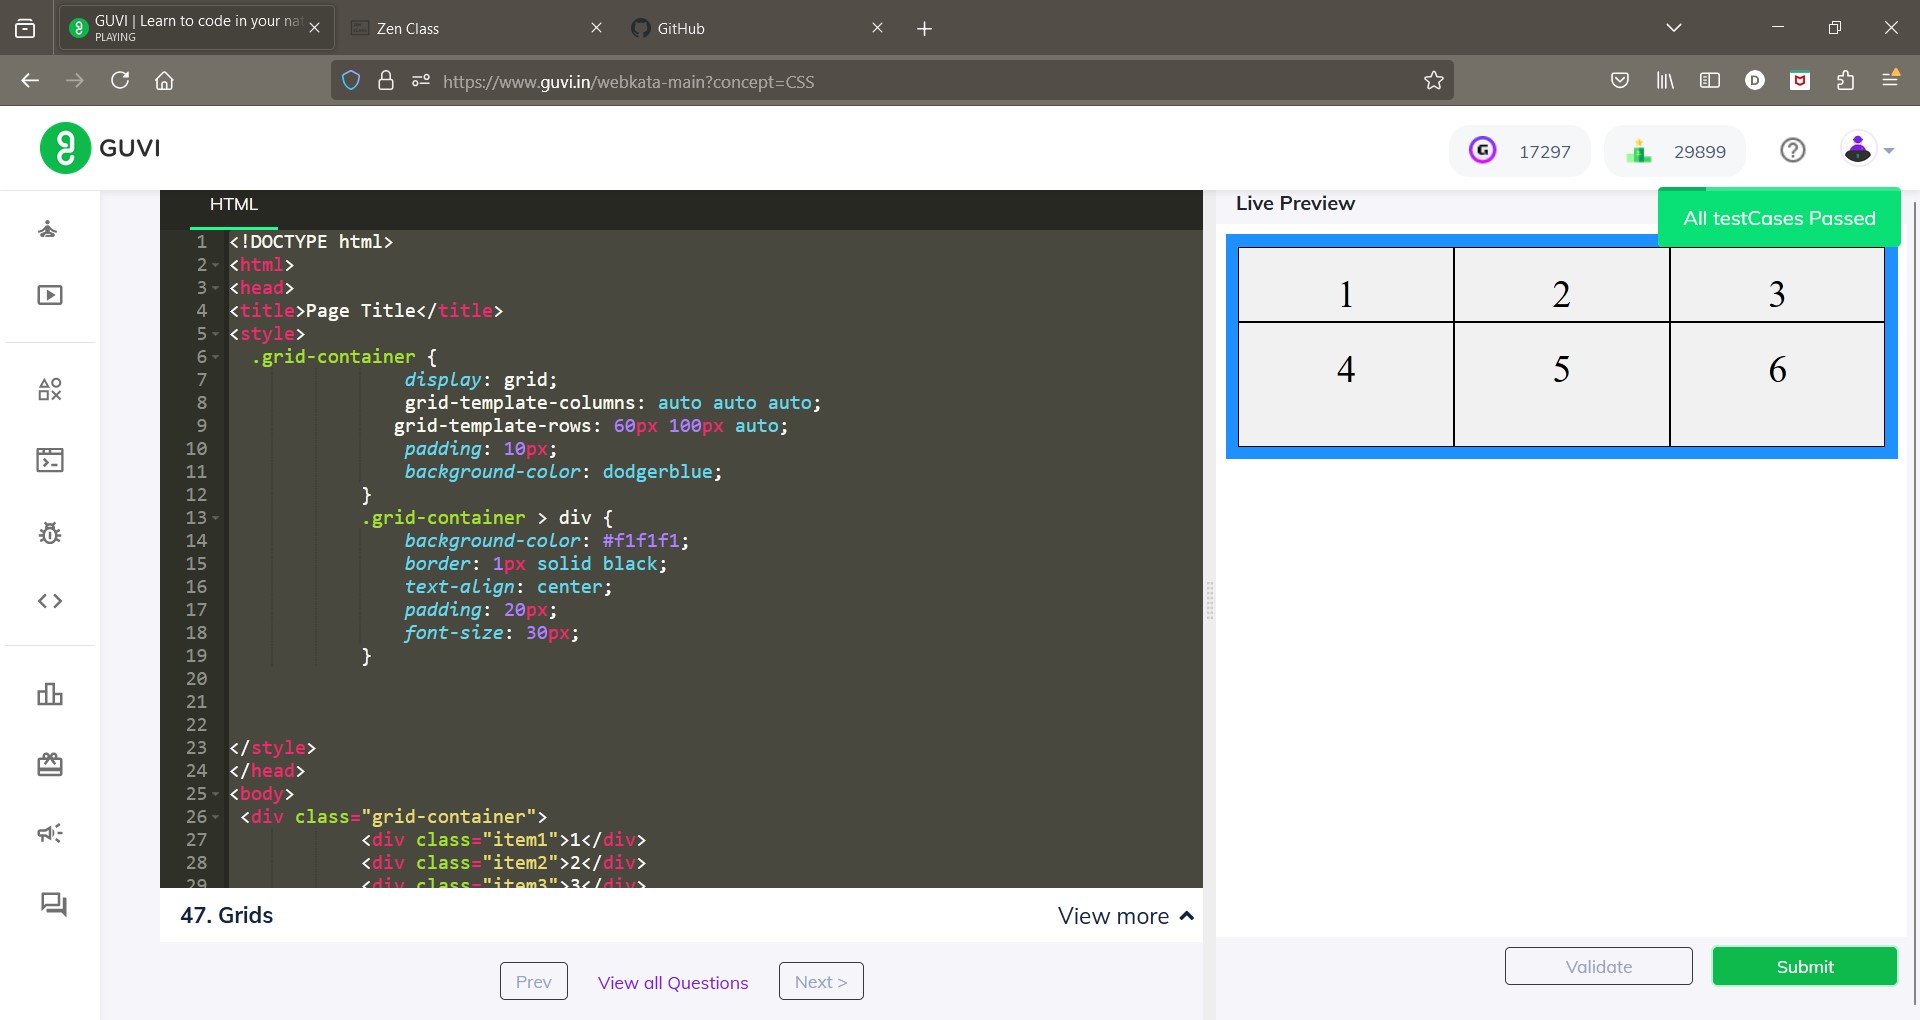 GUVI | Learn to code in your nat
PLAYING
Zen Class
GitHub
https://www.guvi.in/webkata-main?concept=CSS
GUVI
G 17297
29899
HTML
Live Preview
All testCases Passed
1 <!DOCTYPE html>
2 <html>
3 <head>
4 <title>Page Title</title>
5 <style>
6 .grid-container {
7 display: grid;
8 grid-template-columns: auto auto auto;
9 grid-template-rows: 60px 100px auto;
10 padding: 10px;
11 background-color: dodgerblue;
12 }
13 .grid-container > div {
14 background-color: #f1f1f1;
15 border: 1px solid black;
16 text-align: center;
17 padding: 20px;
18 font-size: 30px;
19 }
20
21
22
23 </style>
24 </head>
25 <body>
26 <div class="grid-container">
27 <div class="item1">1</div>
28 <div class="item2">2</div>
29 <div class="item3">3</div>
1 2 3
4 5 6
47. Grids
View more
Prev
View all Questions
Next >
Validate
Submit